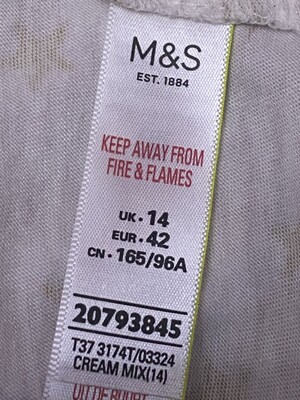 M&S
EST. 1884
KEEP AWAY FROM
FIRE & FLAMES
UK • 14
EUR • 42
CN • 165/96A
20793845
T37 3174T/03324
CREAM MIX(14)